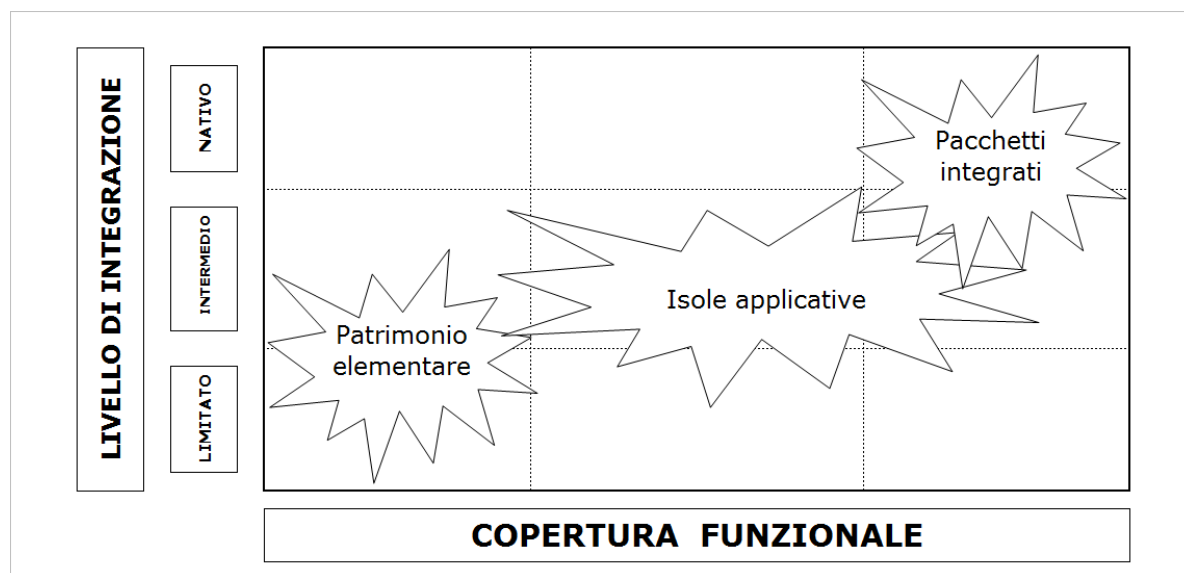 LIVELLO DI INTEGRAZIONE
NATIVO
INTERMEDIO
LIMITATO
Pacchetti
integrati
Isole applicative
Patrimonio
elementare
COPERTURA FUNZIONALE